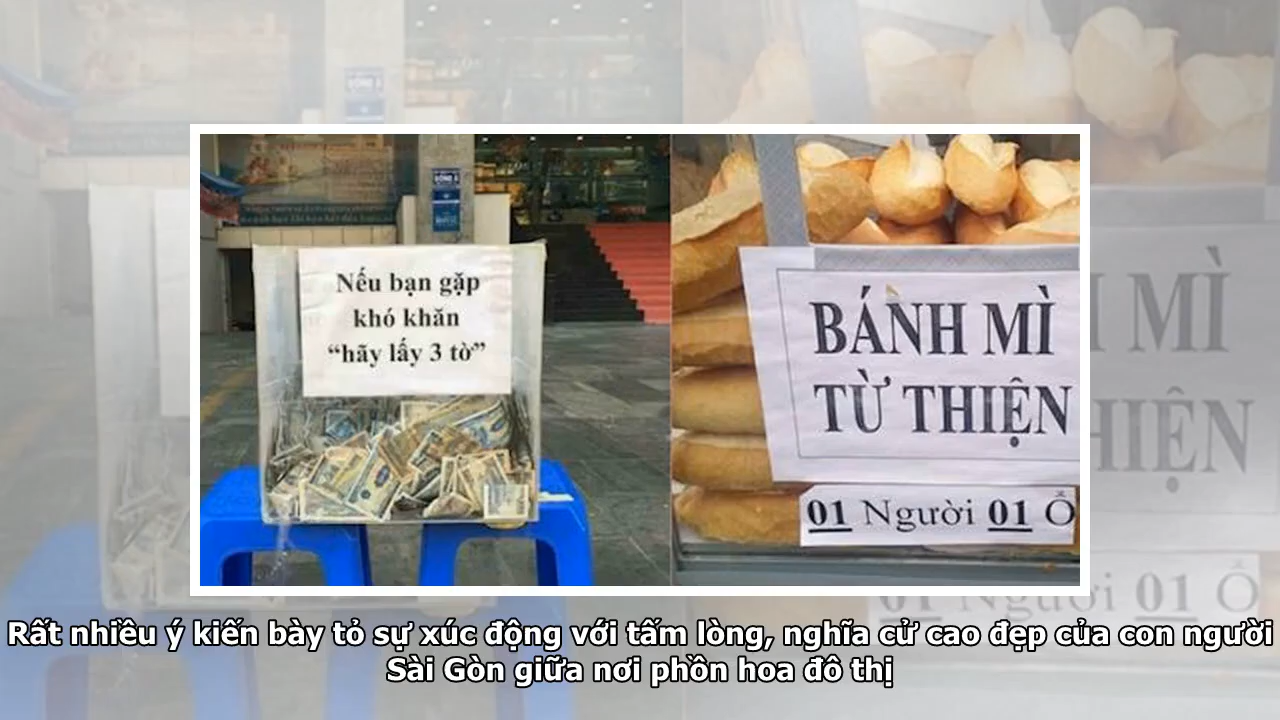 Nếu bạn gặp
khó khăn
“hãy lấy 3 tờ”
BÁNH MÌ
TỪ THIỆN
01 Người 01 Ổ
Rất nhiều ý kiến bày tỏ sự xúc động với tấm lòng, nghĩa cử cao đẹp của con người
Sài Gòn giữa nơi phồn hoa đô thị